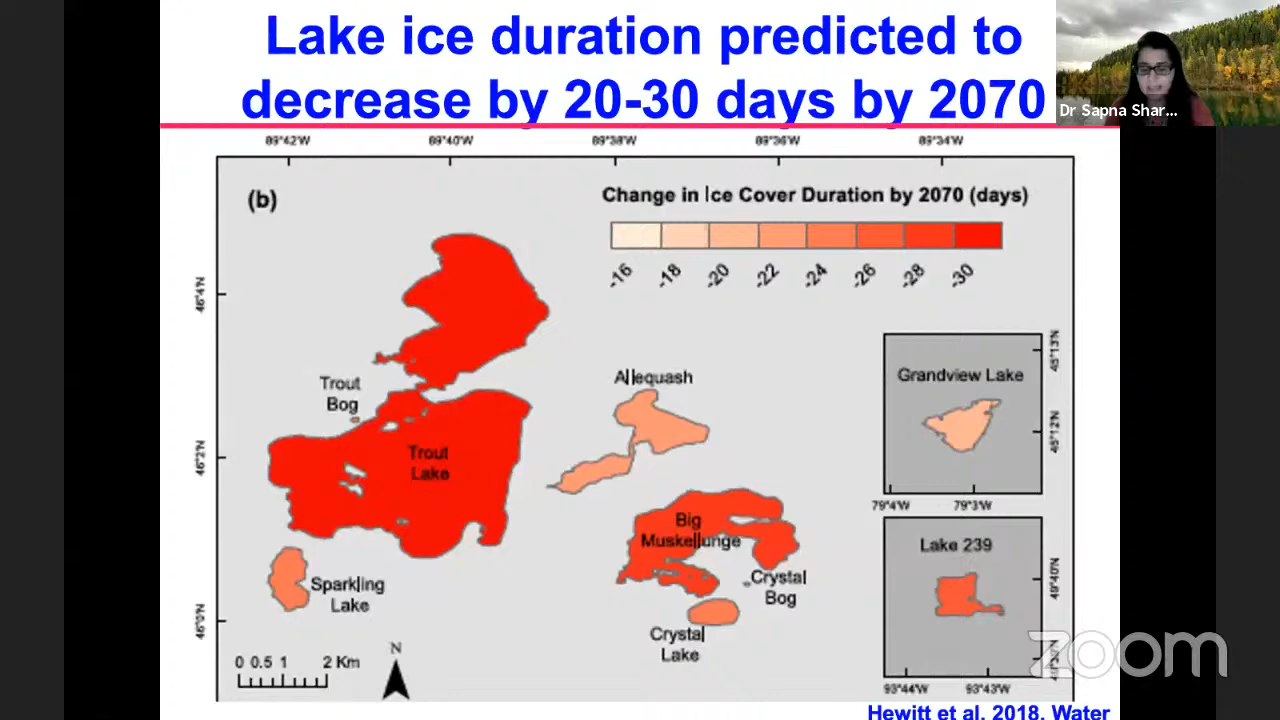 Lake ice duration predicted to
decrease by 20-30 days by 2070
Dr Sapna Shar...
89°42'W 89°40'W 89°38'W 89°36'W 89°34'W
(b)
Change in Ice Cover Duration by 2070 (days)
-16 -18 -20 -22 -24 -26 -28 -30
46°4'N
46°2'N
46°0'N
Trout
Bog
Trout
Lake
Allequash
Big
Muskellunge
Crystal
Bog
Crystal
Lake
Sparkling
Lake
Grandview Lake
45°13'N
45°12'N
79°4'W 79°3'W
Lake 239
49°40'N
93°44'W 93°43'W
0 0.5 1 2 Km
N
zoom
Hewitt et al. 2018. Water